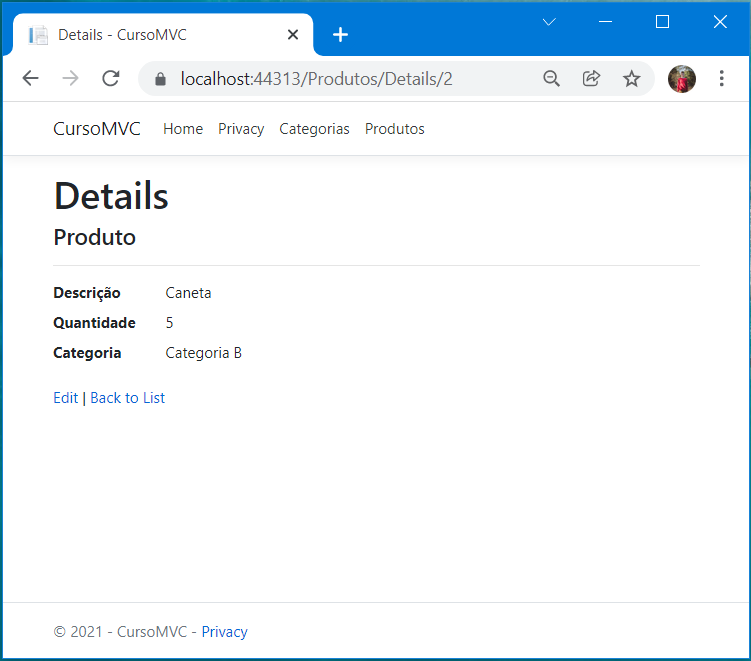 Details - CursoMVC
localhost:44313/Produtos/Details/2
CursoMVC Home Privacy Categorias Produtos
Details
Produto
Descrição Caneta
Quantidade 5
Categoria Categoria B
Edit | Back to List
© 2021 - CursoMVC - Privacy